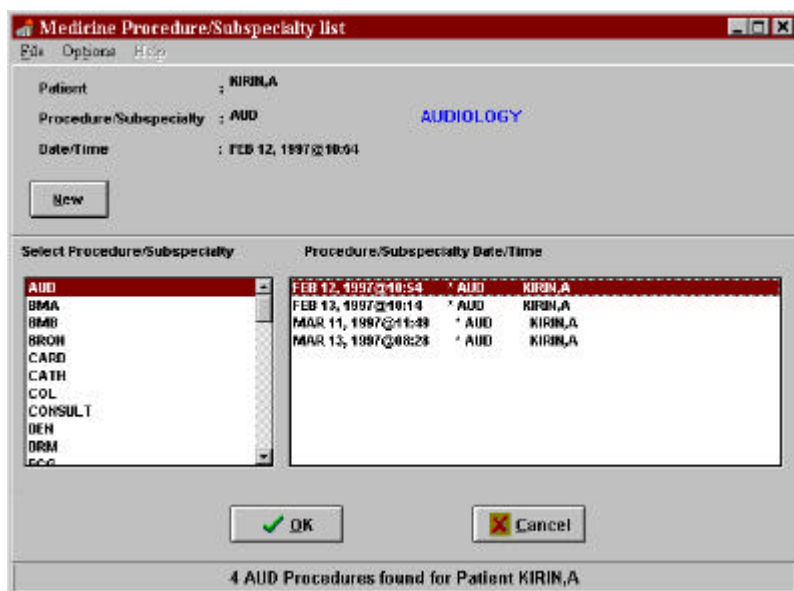 Medicine Procedure/Subspecialty list
File Options Help
Patient : KIRIN,A
Procedure/Subspecialty : AUD AUDIOLOGY
Date/Time : FEB 12, 1997@10:54
New
Select Procedure/Subspecialty Procedure/Subspecialty Date/Time
AUD
BMA
BMB
BRON
CARD
CATH
COL
CONSULT
DEN
DRM
ECG
FEB 12, 1997@10:54 * AUD KIRIN,A
FEB 13, 1997@10:14 * AUD KIRIN,A
MAR 11, 1997@11:49 * AUD KIRIN,A
MAR 13, 1997@08:28 * AUD KIRIN,A
OK Cancel
4 AUD Procedures found for Patient KIRIN,A